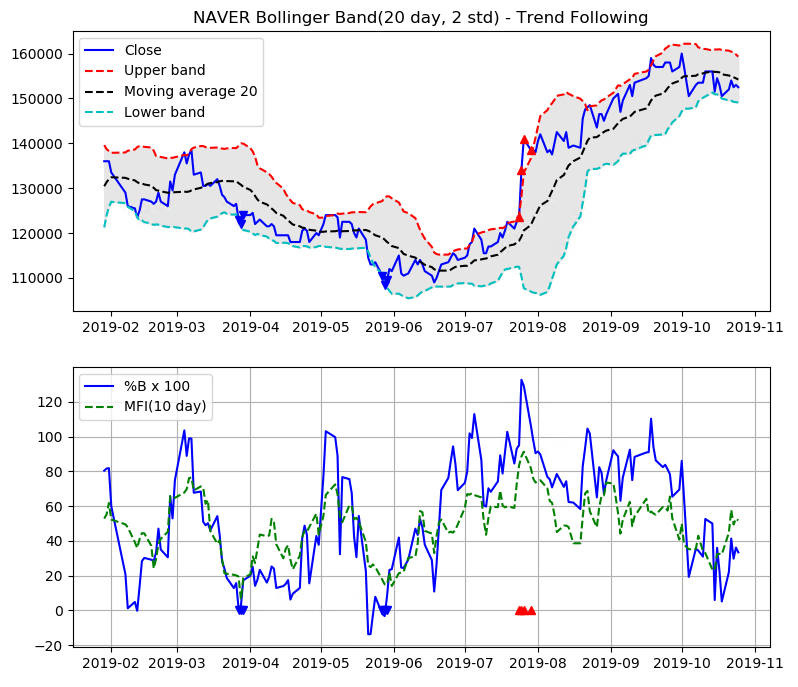 NAVER Bollinger Band(20 day, 2 std) - Trend Following
160000
150000
140000
130000
120000
110000
Close
Upper band
Moving average 20
Lower band
2019-02 2019-03 2019-04 2019-05 2019-06 2019-07 2019-08 2019-09 2019-10 2019-11
120
100
80
60
40
20
0
−20
%B x 100
MFI(10 day)
2019-02 2019-03 2019-04 2019-05 2019-06 2019-07 2019-08 2019-09 2019-10 2019-11